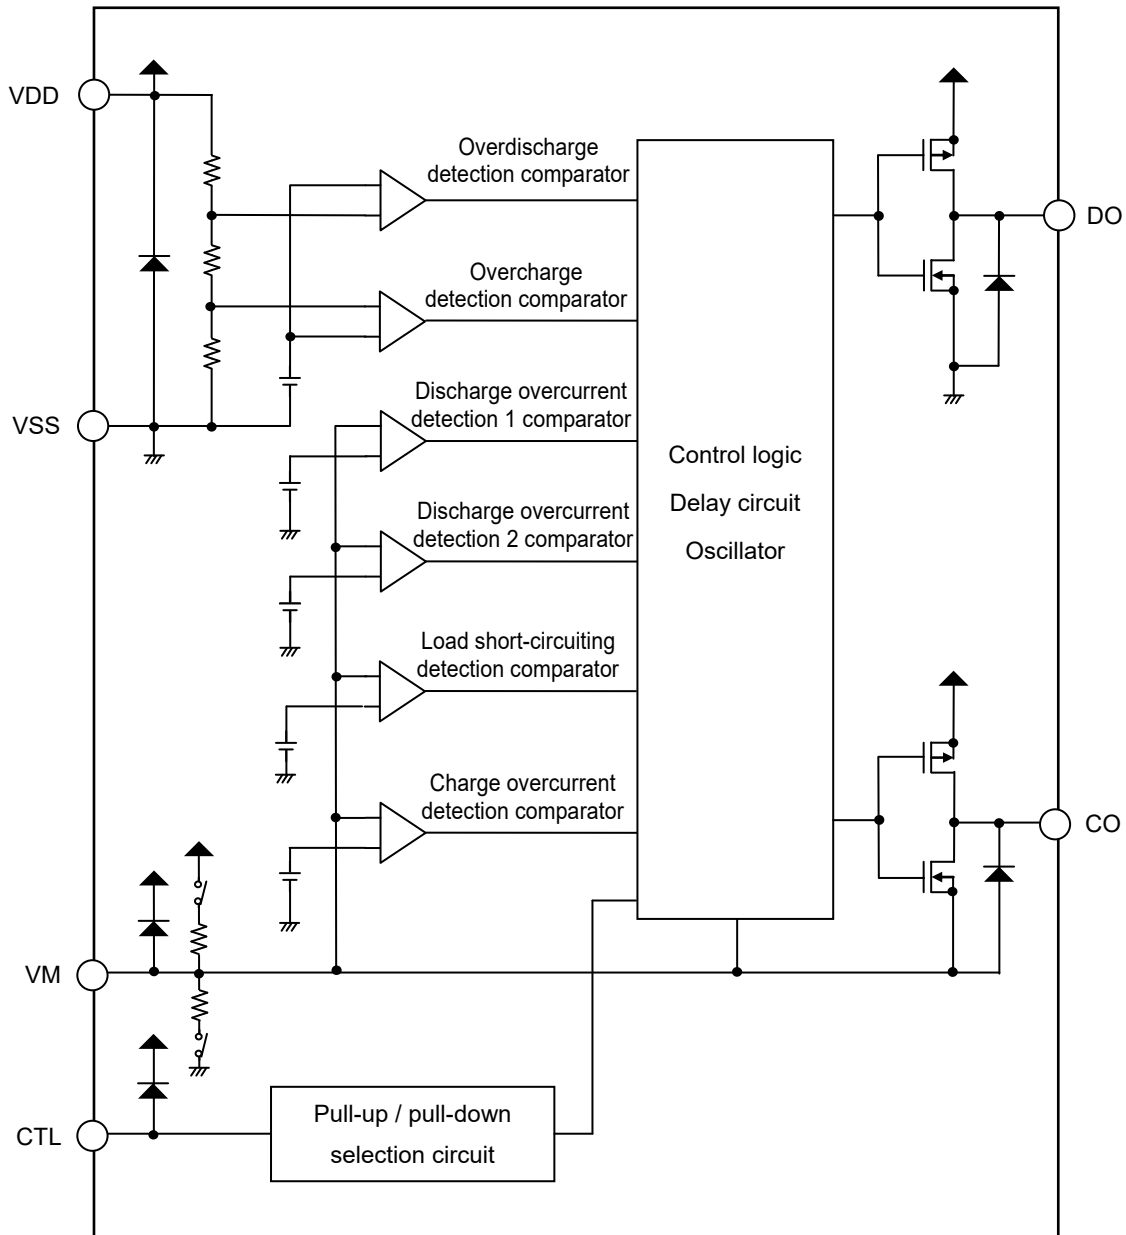 VDD
Overdischarge
detection comparator
DO
Overcharge
detection comparator
VSS
Discharge overcurrent
detection 1 comparator
Control logic
Delay circuit
Oscillator
Discharge overcurrent
detection 2 comparator
Load short-circuiting
detection comparator
Charge overcurrent
detection comparator
CO
VM
CTL
Pull-up / pull-down
selection circuit